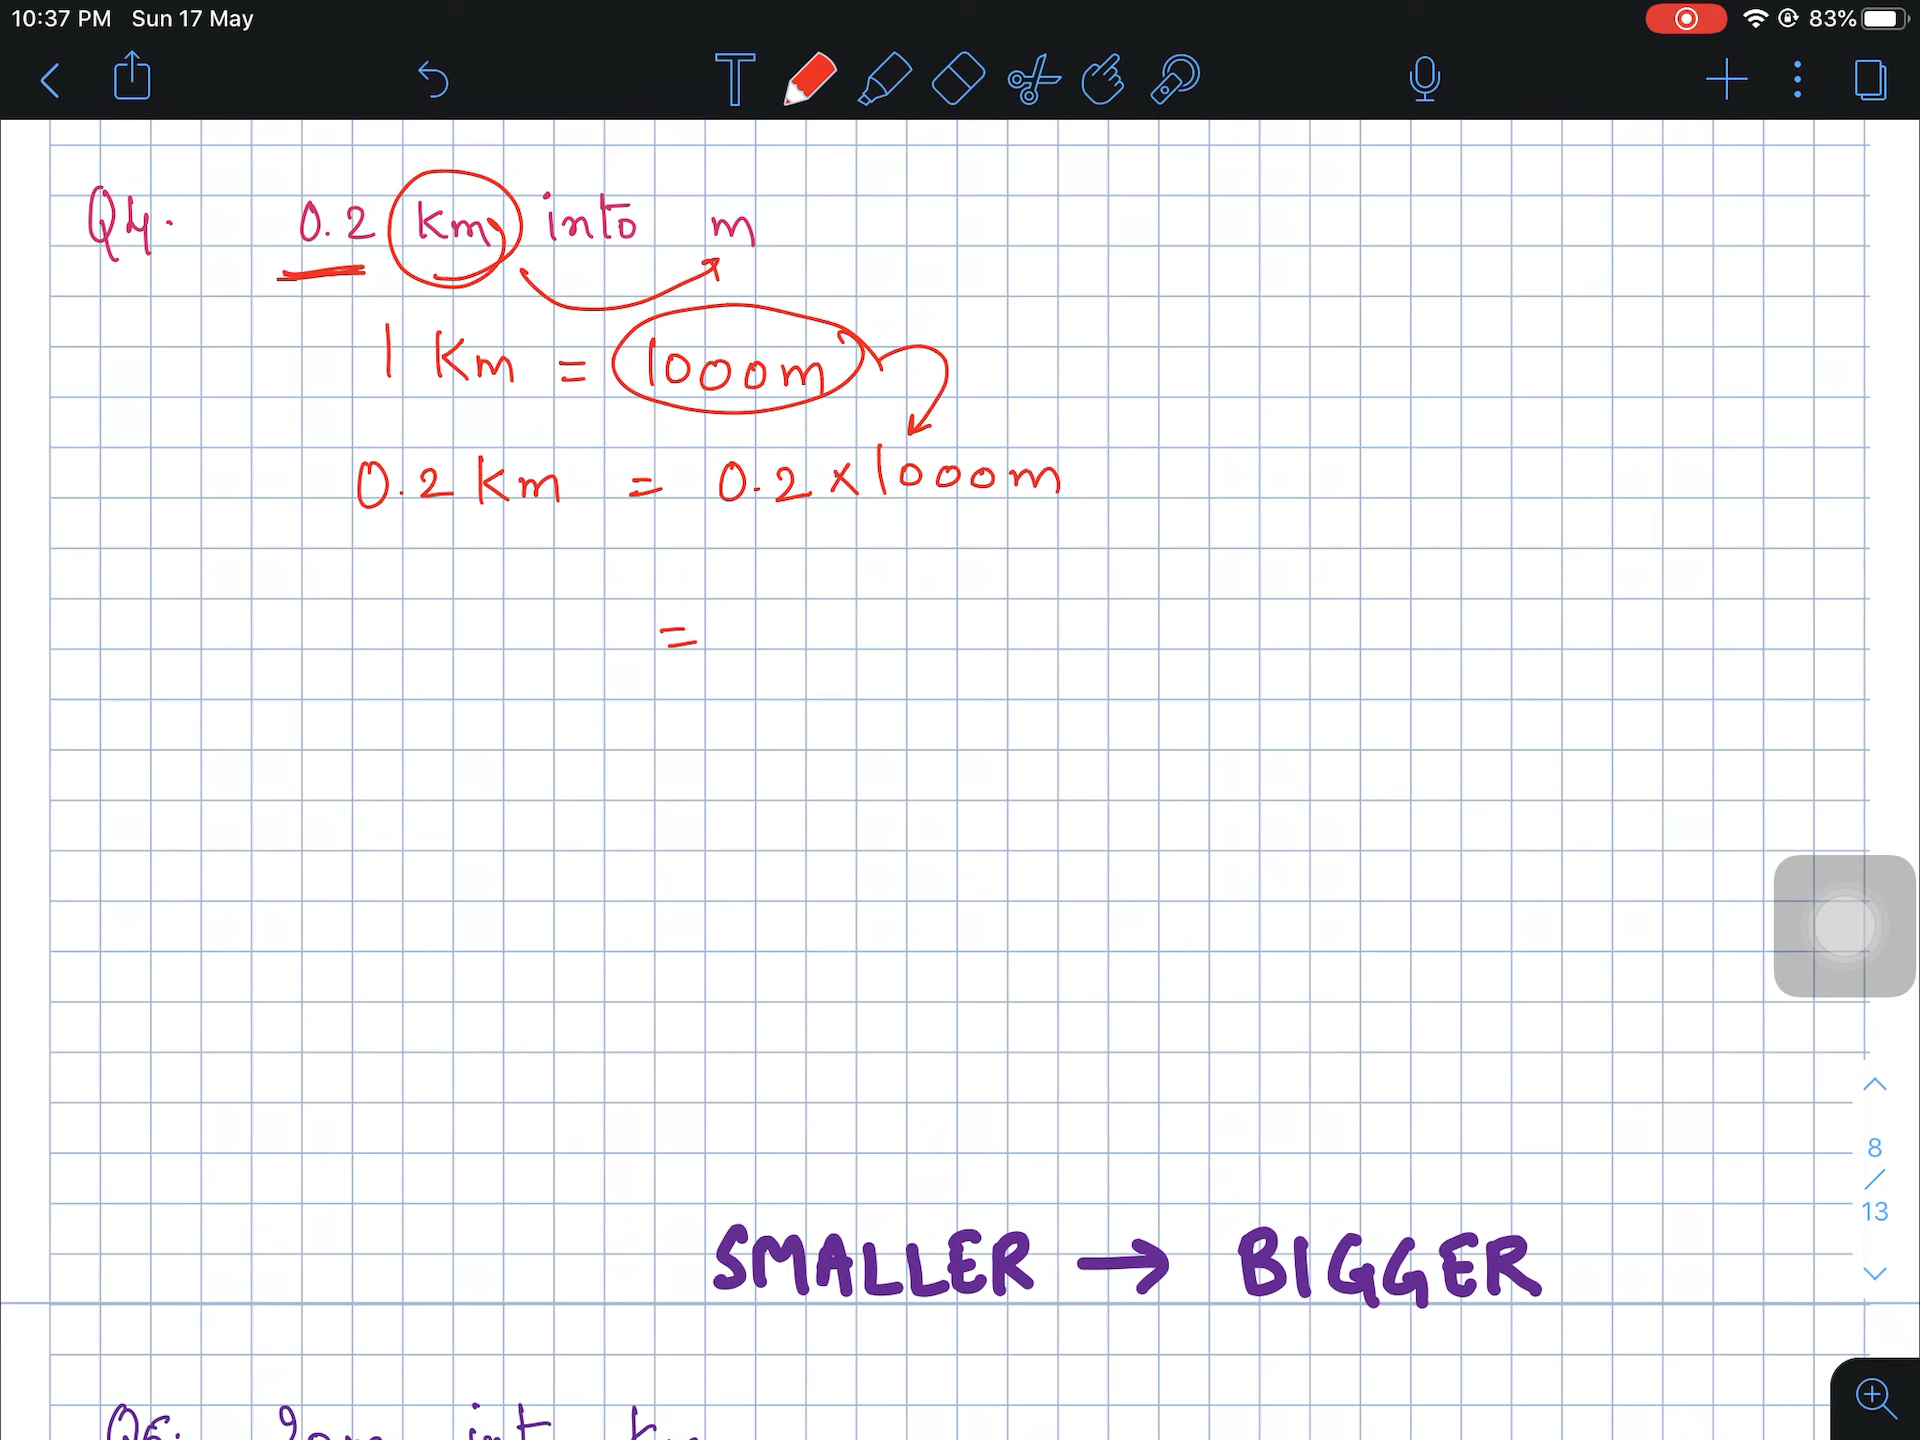 10:37 PM Sun 17 May 83%
Q4. 0.2 km into m
1 Km = 1000m
0.2 Km = 0.2 × 1000m
=
8
/
13
SMALLER → BIGGER